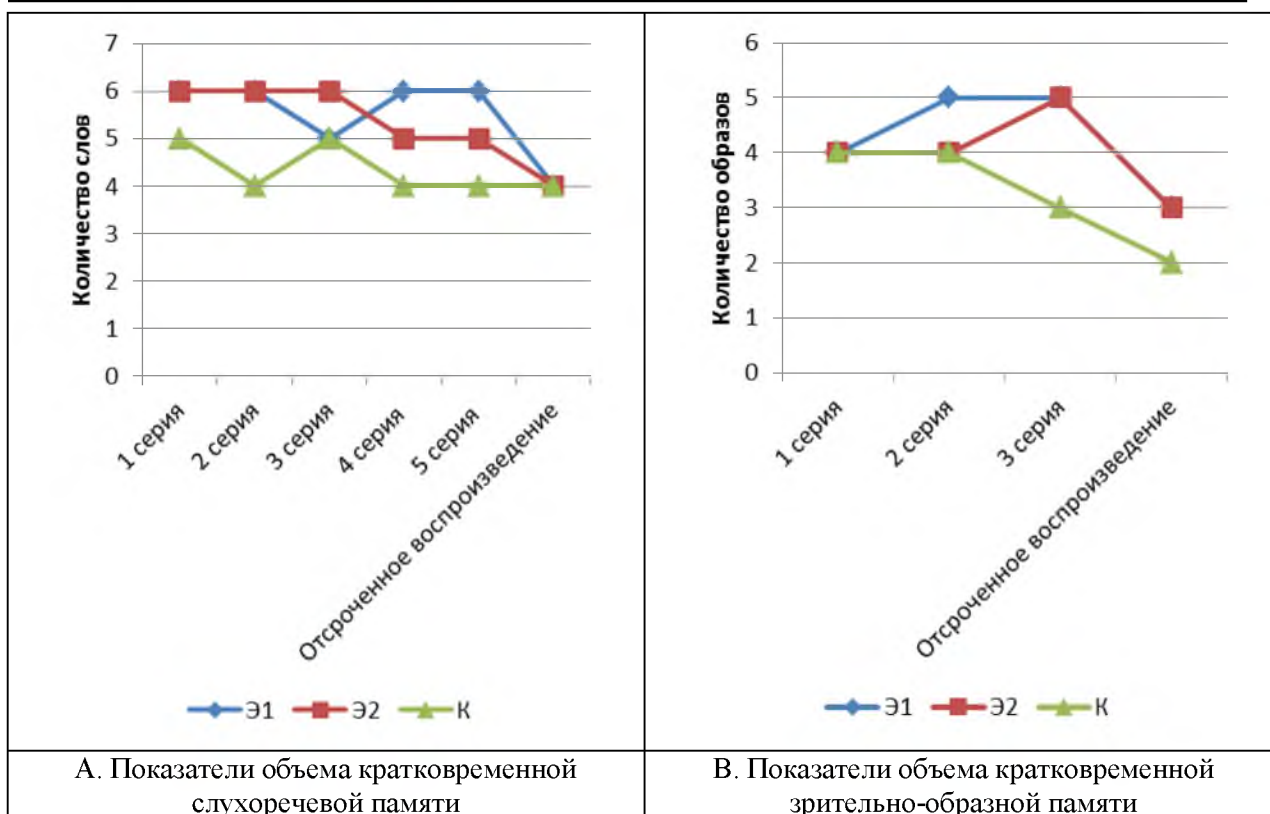 7
6
5
4
3
2
1
0
Количество слов
1 серия
2 серия
3 серия
4 серия
5 серия
Отсроченное воспроизведение
Э1 Э2 К
А. Показатели объема кратковременной
слухоречевой памяти
6
5
4
3
2
1
0
Количество образов
1 серия
2 серия
3 серия
Отсроченное воспроизведение
Э1 Э2 К
В. Показатели объема кратковременной
зрительно-образной памяти